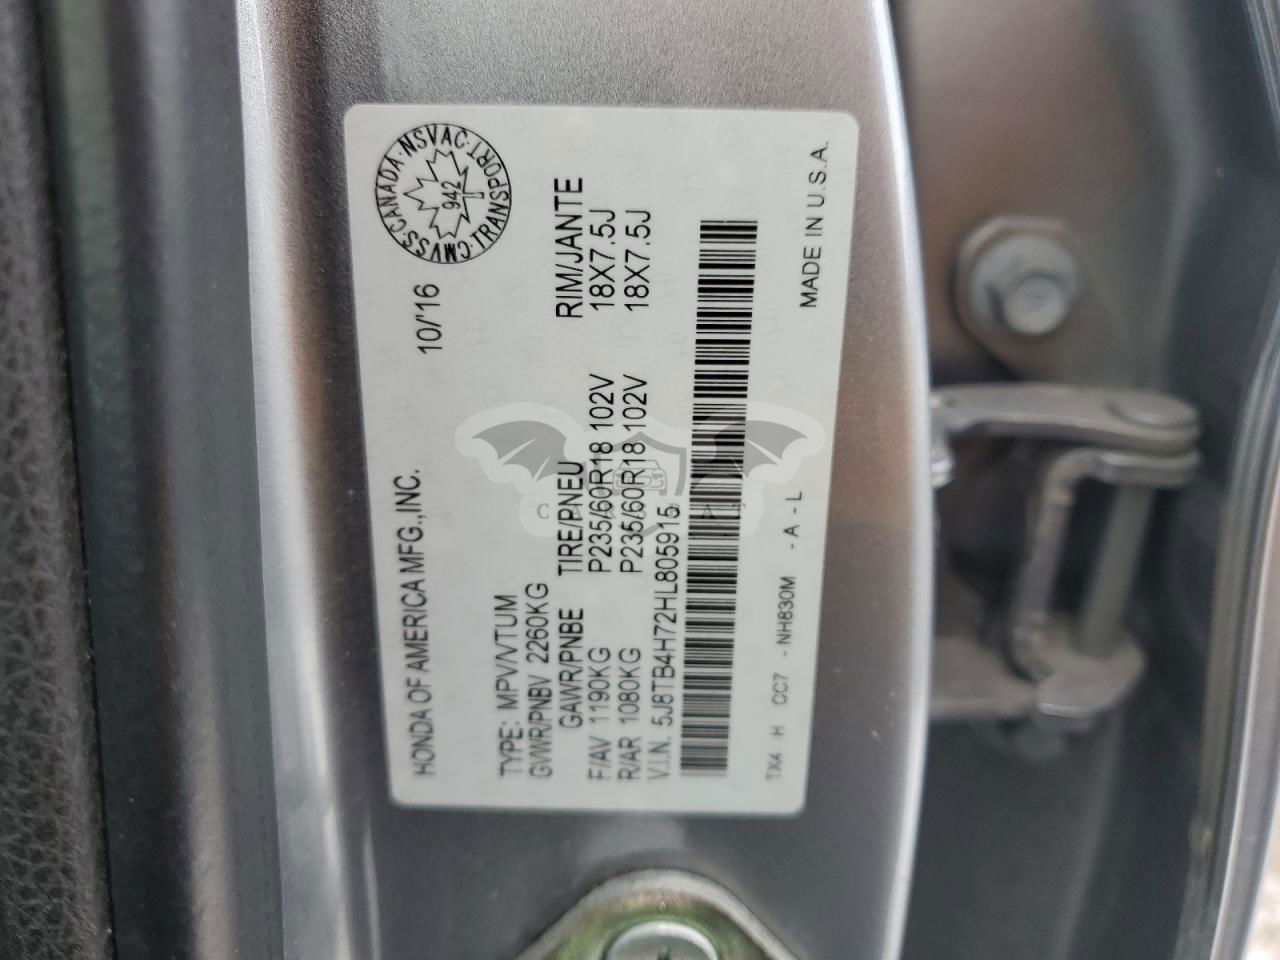 HONDA OF AMERICA MFG.,INC. 10/'16
CMVSS·CANADA·NSVAC·TRANSPORT
942
TYPE: MPV/VTUM
GVWR/PNBV 2260KG
GAWR/PNBE TIRE/PNEU RIM/JANTE
F/AV 1190KG P235/60R18 102V 18X7.5J
R/AR 1080KG P235/60R18 102V 18X7.5J
V.I.N. 5J8TB4H72HL805915
TX4 H CC7 - NH830M - A - L
MADE IN U.S.A.